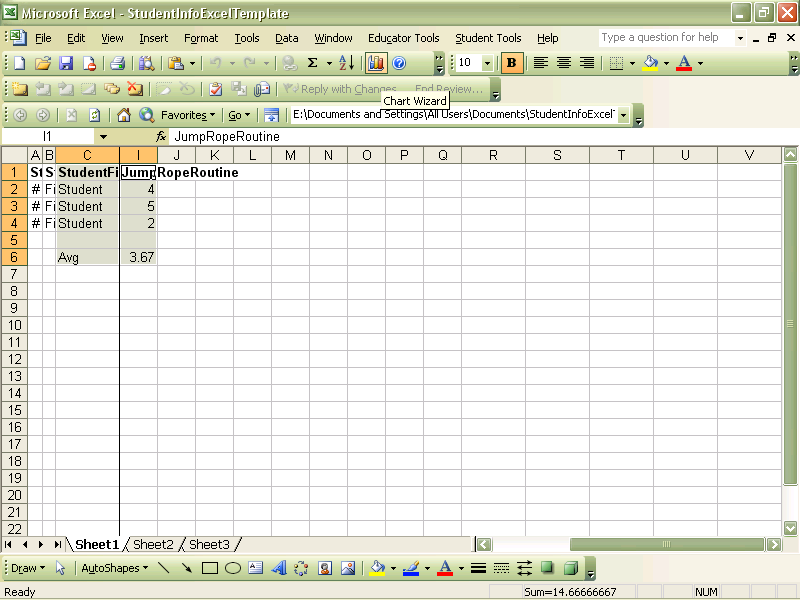 Microsoft Excel - StudentInfoExcelTemplate
File Edit View Insert Format Tools Data Window Educator Tools Student Tools Help Type a question for help
Σ 10 B A
Reply with Changes... End Review...
Chart Wizard
Favorites Go E:\Documents and Settings\All Users\Documents\StudentInfoExcelT
I1 fx JumpRopeRoutine
A B C I J K L M N O P Q R S T U V
1 St S StudentFi JumpRopeRoutine
2 # Fi Student 4
3 # Fi Student 5
4 # Fi Student 2
5
6 Avg 3.67
7
8
9
10
11
12
13
14
15
16
17
18
19
20
21
22
Sheet1 Sheet2 Sheet3
Draw AutoShapes A A A
Ready Sum=14.66666667 NUM